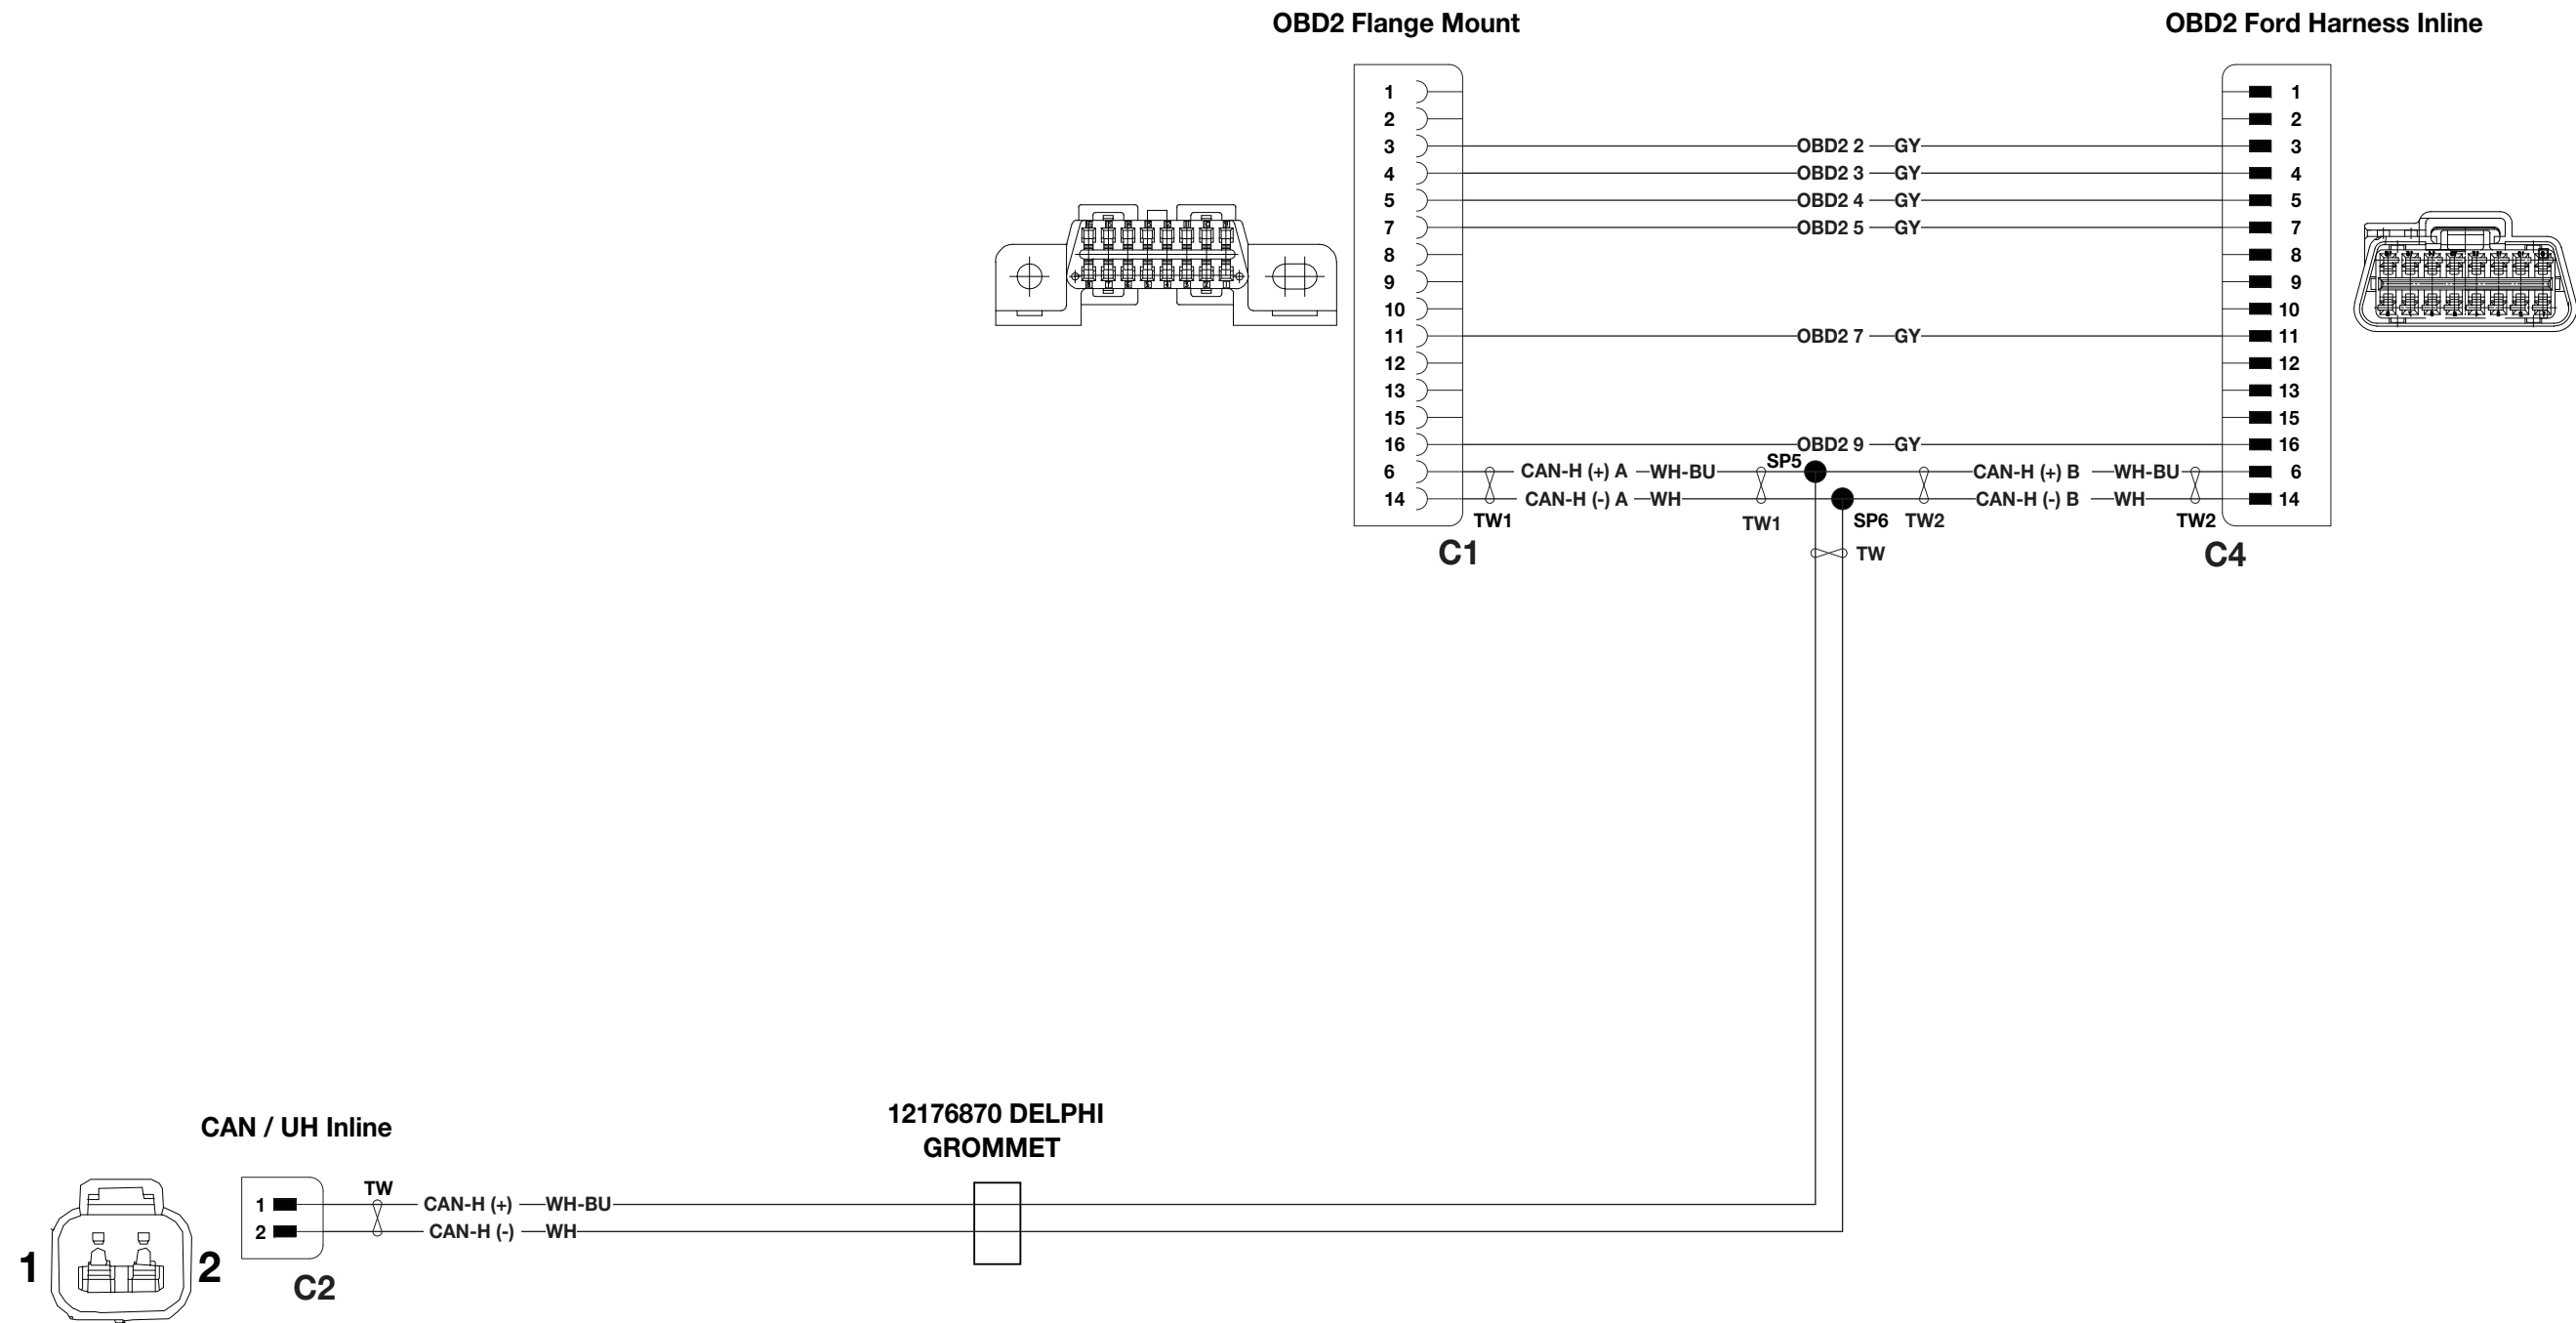 OBD2 Flange Mount
OBD2 Ford Harness Inline
1
1
2
2
3 OBD2 2 GY 3
4 OBD2 3 GY 4
5 OBD2 4 GY 5
7 OBD2 5 GY 7
8
8
9
9
10
10
11 OBD2 7 GY 11
12
12
13
13
15
15
16 OBD2 9 GY 16
SP5
6 CAN-H (+) A WH-BU CAN-H (+) B WH-BU 6
14 CAN-H (-) A WH CAN-H (-) B WH 14
TW1 TW1 SP6 TW2 TW2
C1
TW
C4
12176870 DELPHI
GROMMET
CAN / UH Inline
TW
1 CAN-H (+) WH-BU
2 CAN-H (-) WH
1 2
C2